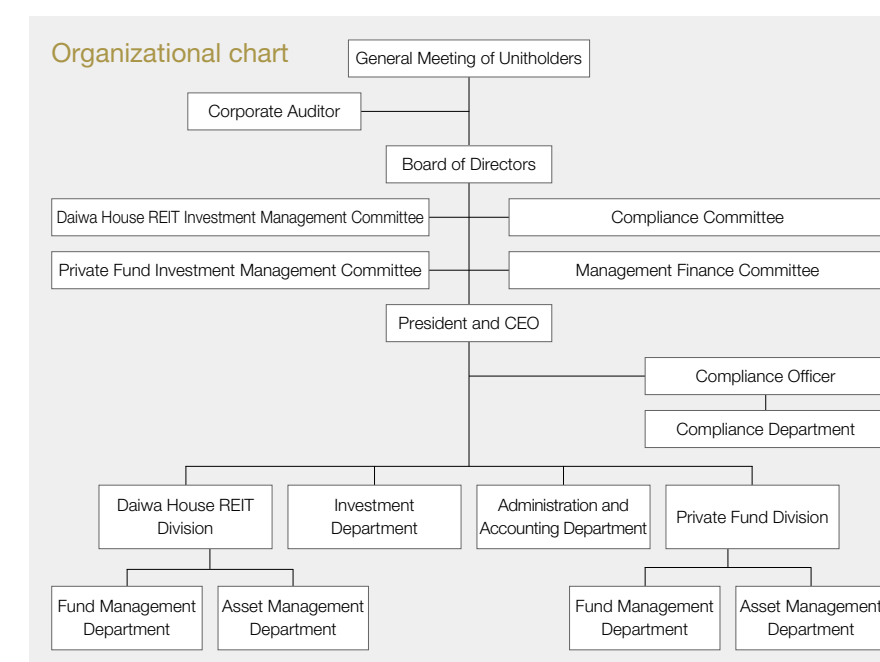 Organizational chart
General Meeting of Unitholders
Corporate Auditor
Board of Directors
Daiwa House REIT Investment Management Committee
Compliance Committee
Private Fund Investment Management Committee
Management Finance Committee
President and CEO
Compliance Officer
Compliance Department
Daiwa House REIT
Division
Investment
Department
Administration and
Accounting Department
Private Fund Division
Fund Management
Department
Asset Management
Department
Fund Management
Department
Asset Management
Department